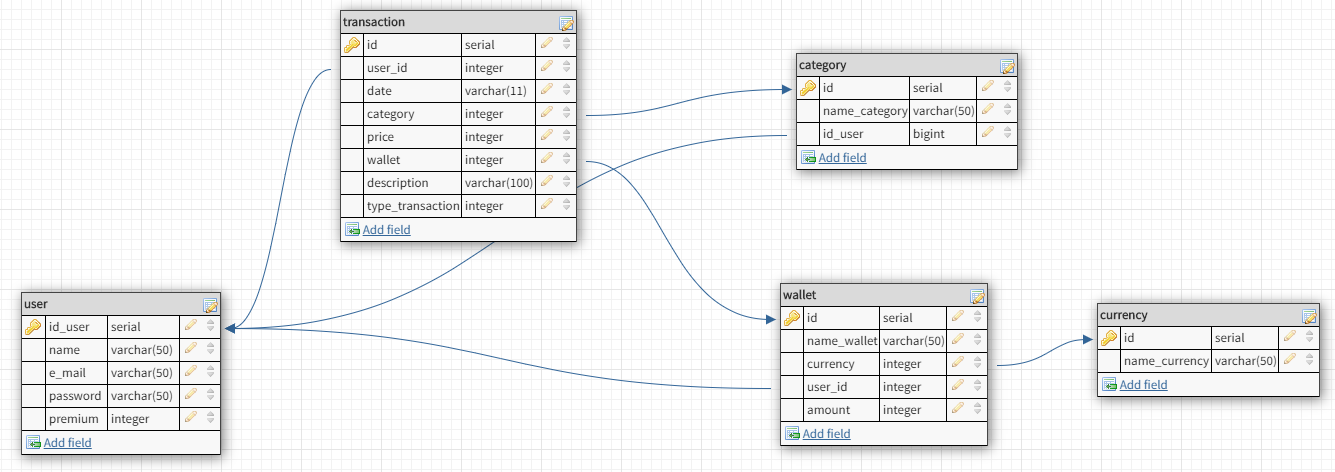 transaction
id serial
user_id integer
date varchar(11)
category integer
price integer
wallet integer
description varchar(100)
type_transaction integer
Add field
category
id serial
name_category varchar(50)
id_user bigint
Add field
user
id_user serial
name varchar(50)
e_mail varchar(50)
password varchar(50)
premium integer
Add field
wallet
id serial
name_wallet varchar(50)
currency integer
user_id integer
amount integer
Add field
currency
id serial
name_currency varchar(50)
Add field